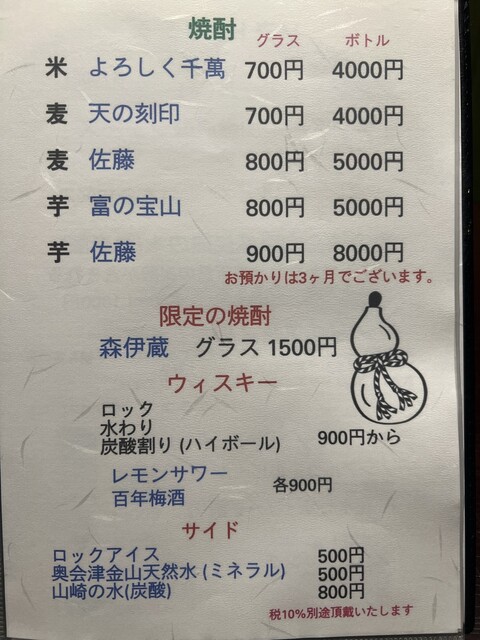 焼酎
グラス ボトル
米 よろしく千萬 700円 4000円
麦 天の刻印 700円 4000円
麦 佐藤 800円 5000円
芋 富の宝山 800円 5000円
芋 佐藤 900円 8000円
お預かりは3ヶ月でございます。
限定の焼酎
森伊蔵 グラス 1500円
ウィスキー
ロック
水わり
炭酸割り (ハイボール) 900円から
レモンサワー
百年梅酒 各900円
サイド
ロックアイス 500円
奥会津金山天然水 (ミネラル) 500円
山崎の水(炭酸) 800円
税10%別途頂戴いたします